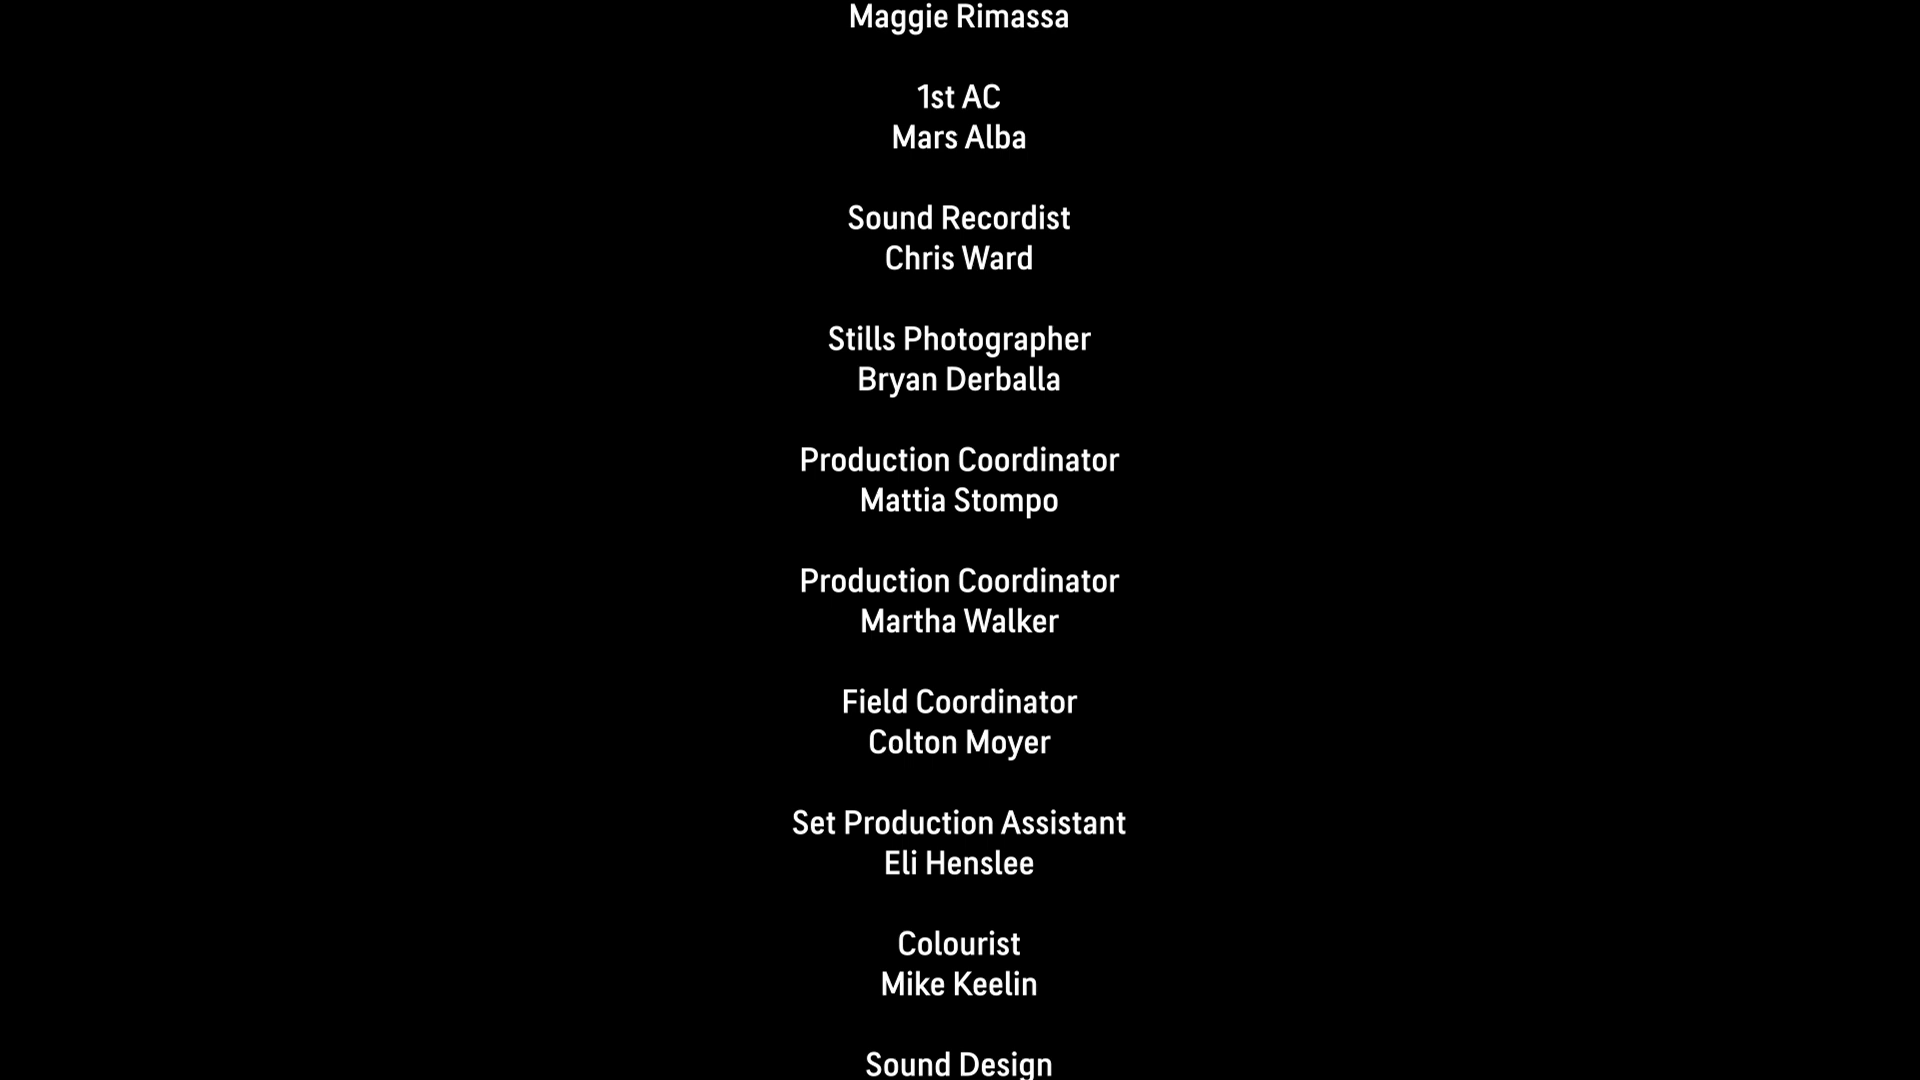 Maggie Rimassa
1st AC
Mars Alba
Sound Recordist
Chris Ward
Stills Photographer
Bryan Derballa
Production Coordinator
Mattia Stompo
Production Coordinator
Martha Walker
Field Coordinator
Colton Moyer
Set Production Assistant
Eli Henslee
Colourist
Mike Keelin
Sound Design